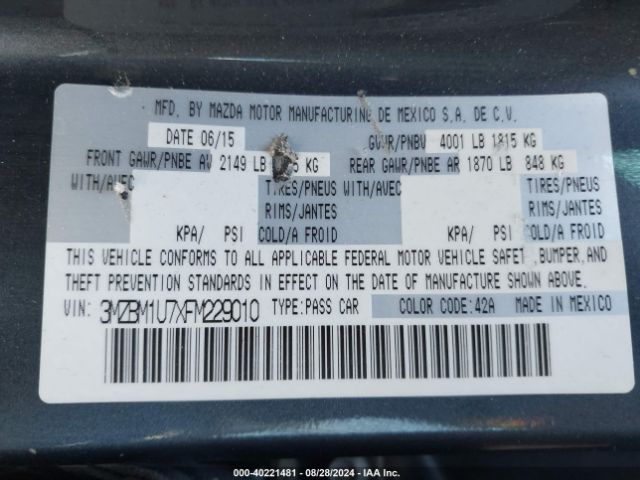 MFD. BY MAZDA MOTOR MANUFACTURING DE MEXICO S.A. DE C.V.
DATE 06/15 GVWR/PNBV 4001 LB 1815 KG
FRONT GAWR/PNBE AV 2149 LB KG REAR GAWR/PNBE AR 1870 LB 848 KG
WITH/AVEC TIRES/PNEUS WITH/AVEC TIRES/PNEUS
RIMS/JANTES RIMS/JANTES
KPA/ PSI COLD/A FROID KPA/ PSI COLD/A FROID
THIS VEHICLE CONFORMS TO ALL APPLICABLE FEDERAL MOTOR VEHICLE SAFET ,BUMPER,AND
THEFT PREVENTION STANDARDS IN EFFECT ON THE DATE OF MANUFACTURE SHOWN ABOVE.
VIN: 3MZBM1U7XFM229010 TYPE:PASS CAR COLOR CODE:42A MADE IN MEXICO
000-40221481 - 08/28/2024 - IAA Inc.